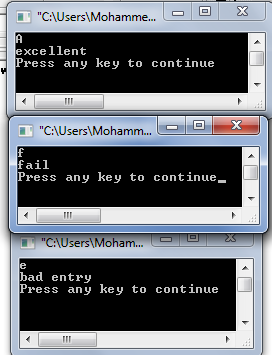 "C:\Users\Mohamme...
A
excellent
Press any key to continue
"C:\Users\Mohamm...
f
fail
Press any key to continue_
"C:\Users\Moham...
e
bad entry
Press any key to continue